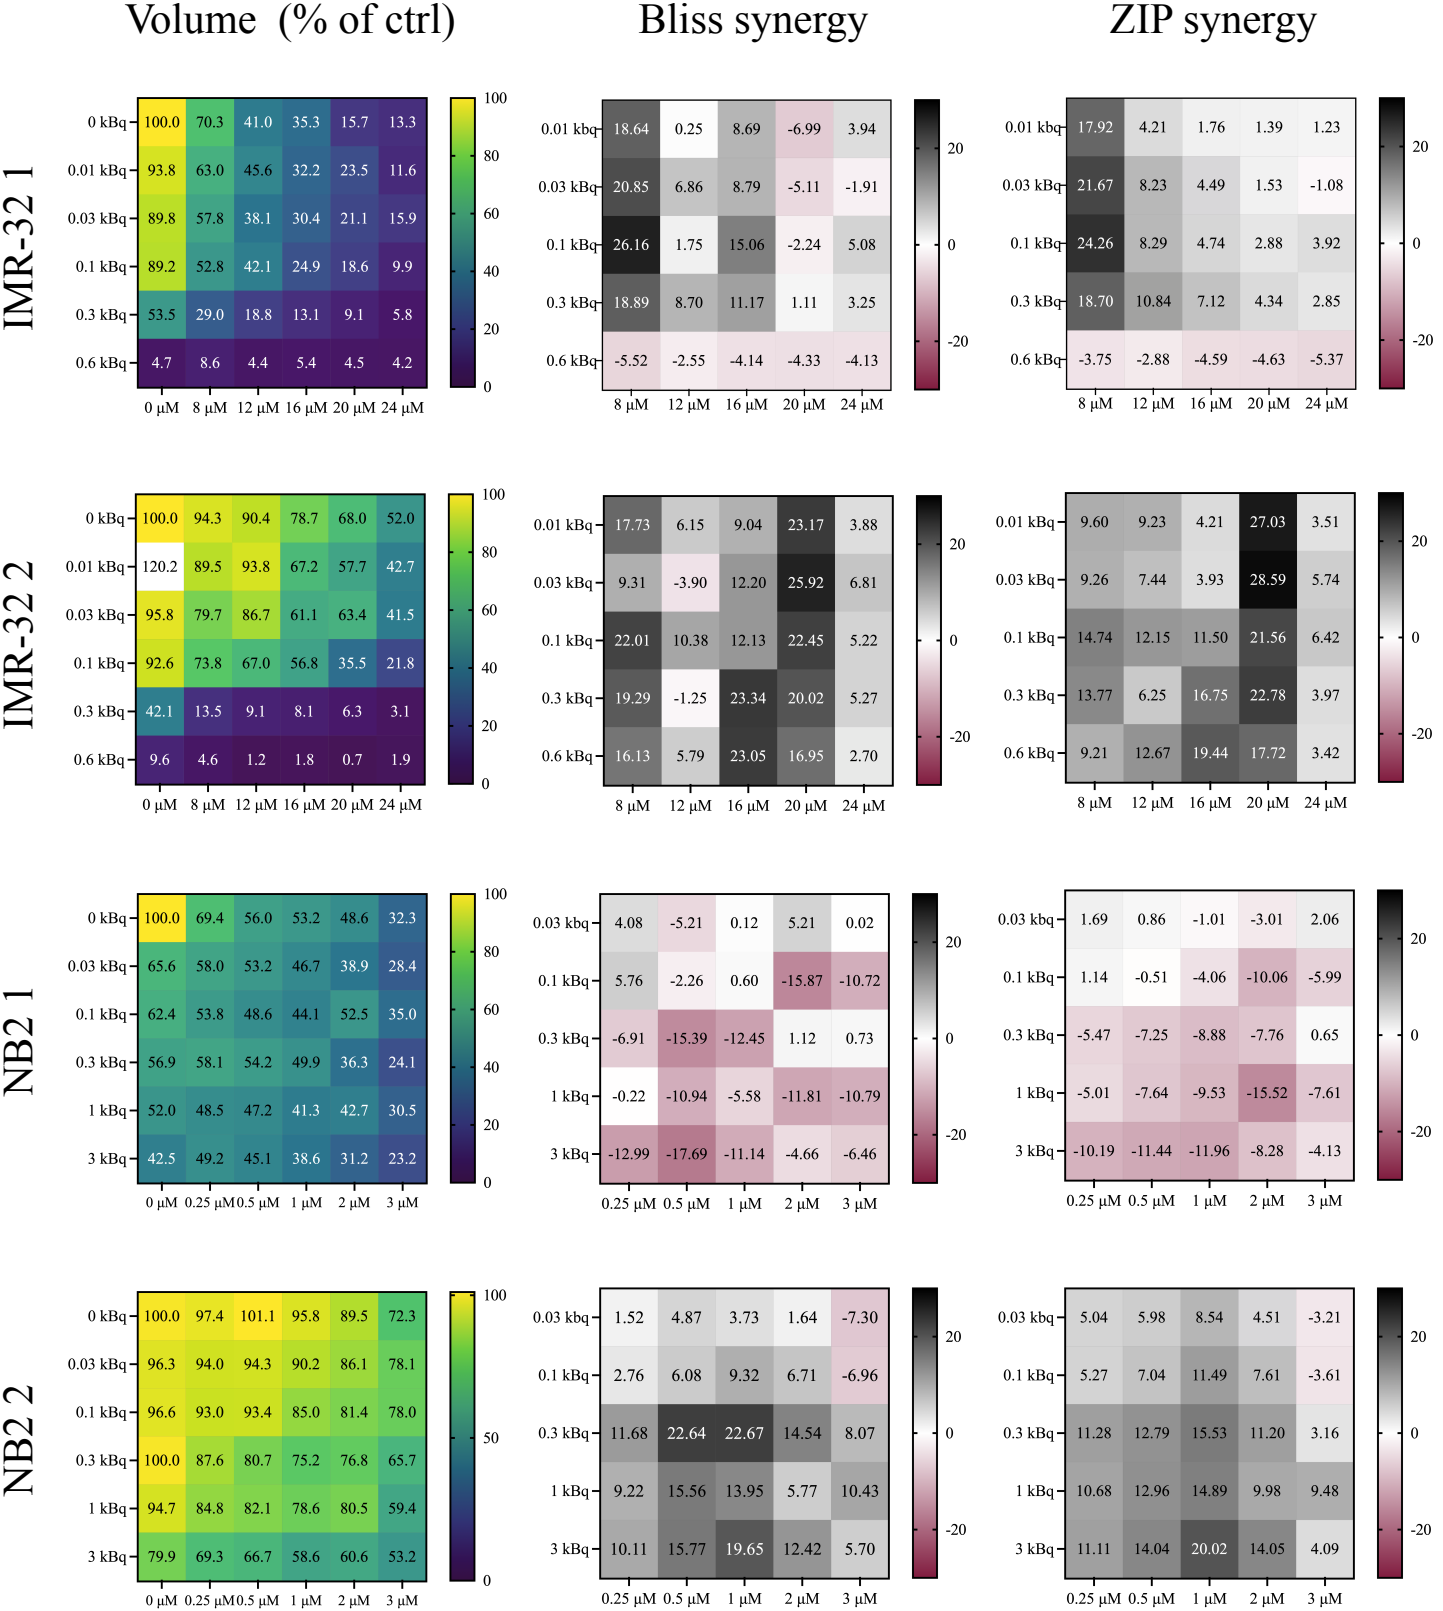 Volume (% of ctrl) Bliss synergy ZIP synergy
IMR-32 1
0 kBq 100.0 70.3 41.0 35.3 15.7 13.3
0.01 kBq 93.8 63.0 45.6 32.2 23.5 11.6
0.03 kBq 89.8 57.8 38.1 30.4 21.1 15.9
0.1 kBq 89.2 52.8 42.1 24.9 18.6 9.9
0.3 kBq 53.5 29.0 18.8 13.1 9.1 5.8
0.6 kBq 4.7 8.6 4.4 5.4 4.5 4.2
0 µM 8 µM 12 µM 16 µM 20 µM 24 µM
100
80
60
40
20
0
0.01 kbq 18.64 0.25 8.69 -6.99 3.94
0.03 kBq 20.85 6.86 8.79 -5.11 -1.91
0.1 kBq 26.16 1.75 15.06 -2.24 5.08
0.3 kBq 18.89 8.70 11.17 1.11 3.25
0.6 kBq -5.52 -2.55 -4.14 -4.33 -4.13
8 µM 12 µM 16 µM 20 µM 24 µM
20
0
-20
0.01 kbq 17.92 4.21 1.76 1.39 1.23
0.03 kBq 21.67 8.23 4.49 1.53 -1.08
0.1 kBq 24.26 8.29 4.74 2.88 3.92
0.3 kBq 18.70 10.84 7.12 4.34 2.85
0.6 kBq -3.75 -2.88 -4.59 -4.63 -5.37
8 µM 12 µM 16 µM 20 µM 24 µM
20
0
-20
IMR-32 2
0 kBq 100.0 94.3 90.4 78.7 68.0 52.0
0.01 kBq 120.2 89.5 93.8 67.2 57.7 42.7
0.03 kBq 95.8 79.7 86.7 61.1 63.4 41.5
0.1 kBq 92.6 73.8 67.0 56.8 35.5 21.8
0.3 kBq 42.1 13.5 9.1 8.1 6.3 3.1
0.6 kBq 9.6 4.6 1.2 1.8 0.7 1.9
0 µM 8 µM 12 µM 16 µM 20 µM 24 µM
100
80
60
40
20
0
0.01 kBq 17.73 6.15 9.04 23.17 3.88
0.03 kBq 9.31 -3.90 12.20 25.92 6.81
0.1 kBq 22.01 10.38 12.13 22.45 5.22
0.3 kBq 19.29 -1.25 23.34 20.02 5.27
0.6 kBq 16.13 5.79 23.05 16.95 2.70
8 µM 12 µM 16 µM 20 µM 24 µM
20
0
-20
0.01 kBq 9.60 9.23 4.21 27.03 3.51
0.03 kBq 9.26 7.44 3.93 28.59 5.74
0.1 kBq 14.74 12.15 11.50 21.56 6.42
0.3 kBq 13.77 6.25 16.75 22.78 3.97
0.6 kBq 9.21 12.67 19.44 17.72 3.42
8 µM 12 µM 16 µM 20 µM 24 µM
20
0
-20
NB2 1
0 kBq 100.0 69.4 56.0 53.2 48.6 32.3
0.03 kBq 65.6 58.0 53.2 46.7 38.9 28.4
0.1 kBq 62.4 53.8 48.6 44.1 52.5 35.0
0.3 kBq 56.9 58.1 54.2 49.9 36.3 24.1
1 kBq 52.0 48.5 47.2 41.3 42.7 30.5
3 kBq 42.5 49.2 45.1 38.6 31.2 23.2
0 µM 0.25 µM 0.5 µM 1 µM 2 µM 3 µM
100
80
60
40
20
0
0.03 kbq 4.08 -5.21 0.12 5.21 0.02
0.1 kBq 5.76 -2.26 0.60 -15.87 -10.72
0.3 kBq -6.91 -15.39 -12.45 1.12 0.73
1 kBq -0.22 -10.94 -5.58 -11.81 -10.79
3 kBq -12.99 -17.69 -11.14 -4.66 -6.46
0.25 µM 0.5 µM 1 µM 2 µM 3 µM
20
0
-20
0.03 kBq 1.69 0.86 -1.01 -3.01 2.06
0.1 kBq 1.14 -0.51 -4.06 -10.06 -5.99
0.3 kBq -5.47 -7.25 -8.88 -7.76 0.65
1 kBq -5.01 -7.64 -9.53 -15.52 -7.61
3 kBq -10.19 -11.44 -11.96 -8.28 -4.13
0.25 µM 0.5 µM 1 µM 2 µM 3 µM
20
0
-20
NB2 2
0 kBq 100.0 97.4 101.1 95.8 89.5 72.3
0.03 kBq 96.3 94.0 94.3 90.2 86.1 78.1
0.1 kBq 96.6 93.0 93.4 85.0 81.4 78.0
0.3 kBq 100.0 87.6 80.7 75.2 76.8 65.7
1 kBq 94.7 84.8 82.1 78.6 80.5 59.4
3 kBq 79.9 69.3 66.7 58.6 60.6 53.2
0 µM 0.25 µM 0.5 µM 1 µM 2 µM 3 µM
100
50
0
0.03 kbq 1.52 4.87 3.73 1.64 -7.30
0.1 kBq 2.76 6.08 9.32 6.71 -6.96
0.3 kBq 11.68 22.64 22.67 14.54 8.07
1 kBq 9.22 15.56 13.95 5.77 10.43
3 kBq 10.11 15.77 19.65 12.42 5.70
0.25 µM 0.5 µM 1 µM 2 µM 3 µM
20
0
-20
0.03 kbq 5.04 5.98 8.54 4.51 -3.21
0.1 kBq 5.27 7.04 11.49 7.61 -3.61
0.3 kBq 11.28 12.79 15.53 11.20 3.16
1 kBq 10.68 12.96 14.89 9.98 9.48
3 kBq 11.11 14.04 20.02 14.05 4.09
0.25 µM 0.5 µM 1 µM 2 µM 3 µM
20
0
-20